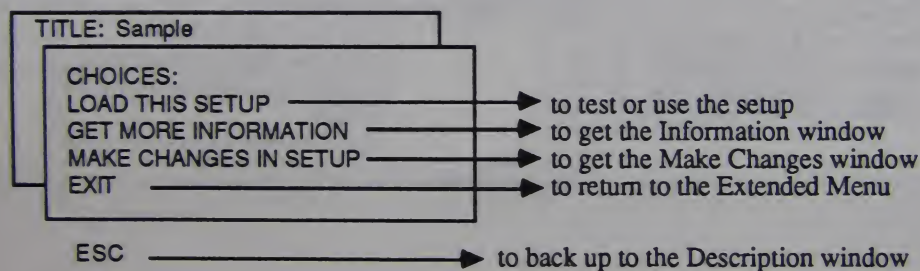 TITLE: Sample
CHOICES:
LOAD THIS SETUP to test or use the setup
GET MORE INFORMATION to get the Information window
MAKE CHANGES IN SETUP to get the Make Changes window
EXIT to return to the Extended Menu
ESC to back up to the Description window